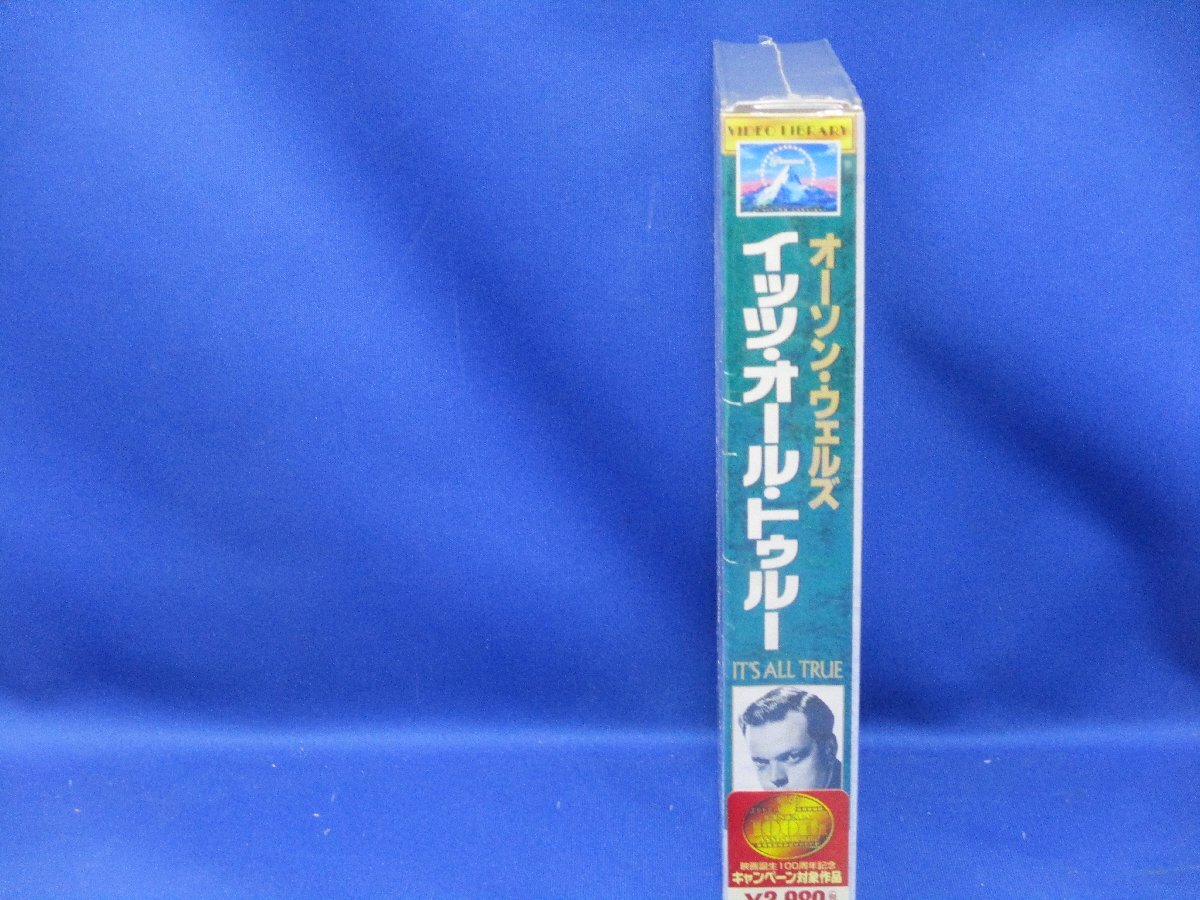 VIDEO LIBRARY
Paramount
オーソン・ウェルズ
イッツ・オール・トゥルー
IT'S ALL TRUE
100th
映画誕生100周年記念
キャンペーン対象作品